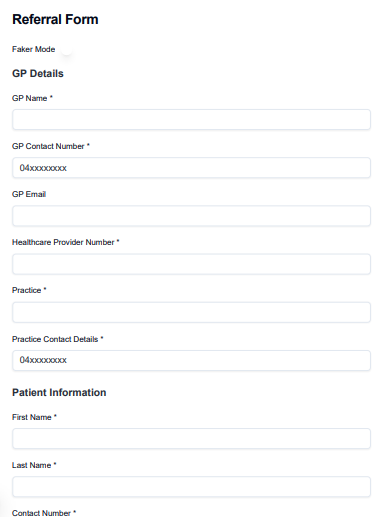 Referral Form
Faker Mode
GP Details
GP Name *
GP Contact Number *
04xxxxxxxx
GP Email
Healthcare Provider Number *
Practice *
Practice Contact Details *
04xxxxxxxx
Patient Information
First Name *
Last Name *
Contact Number *